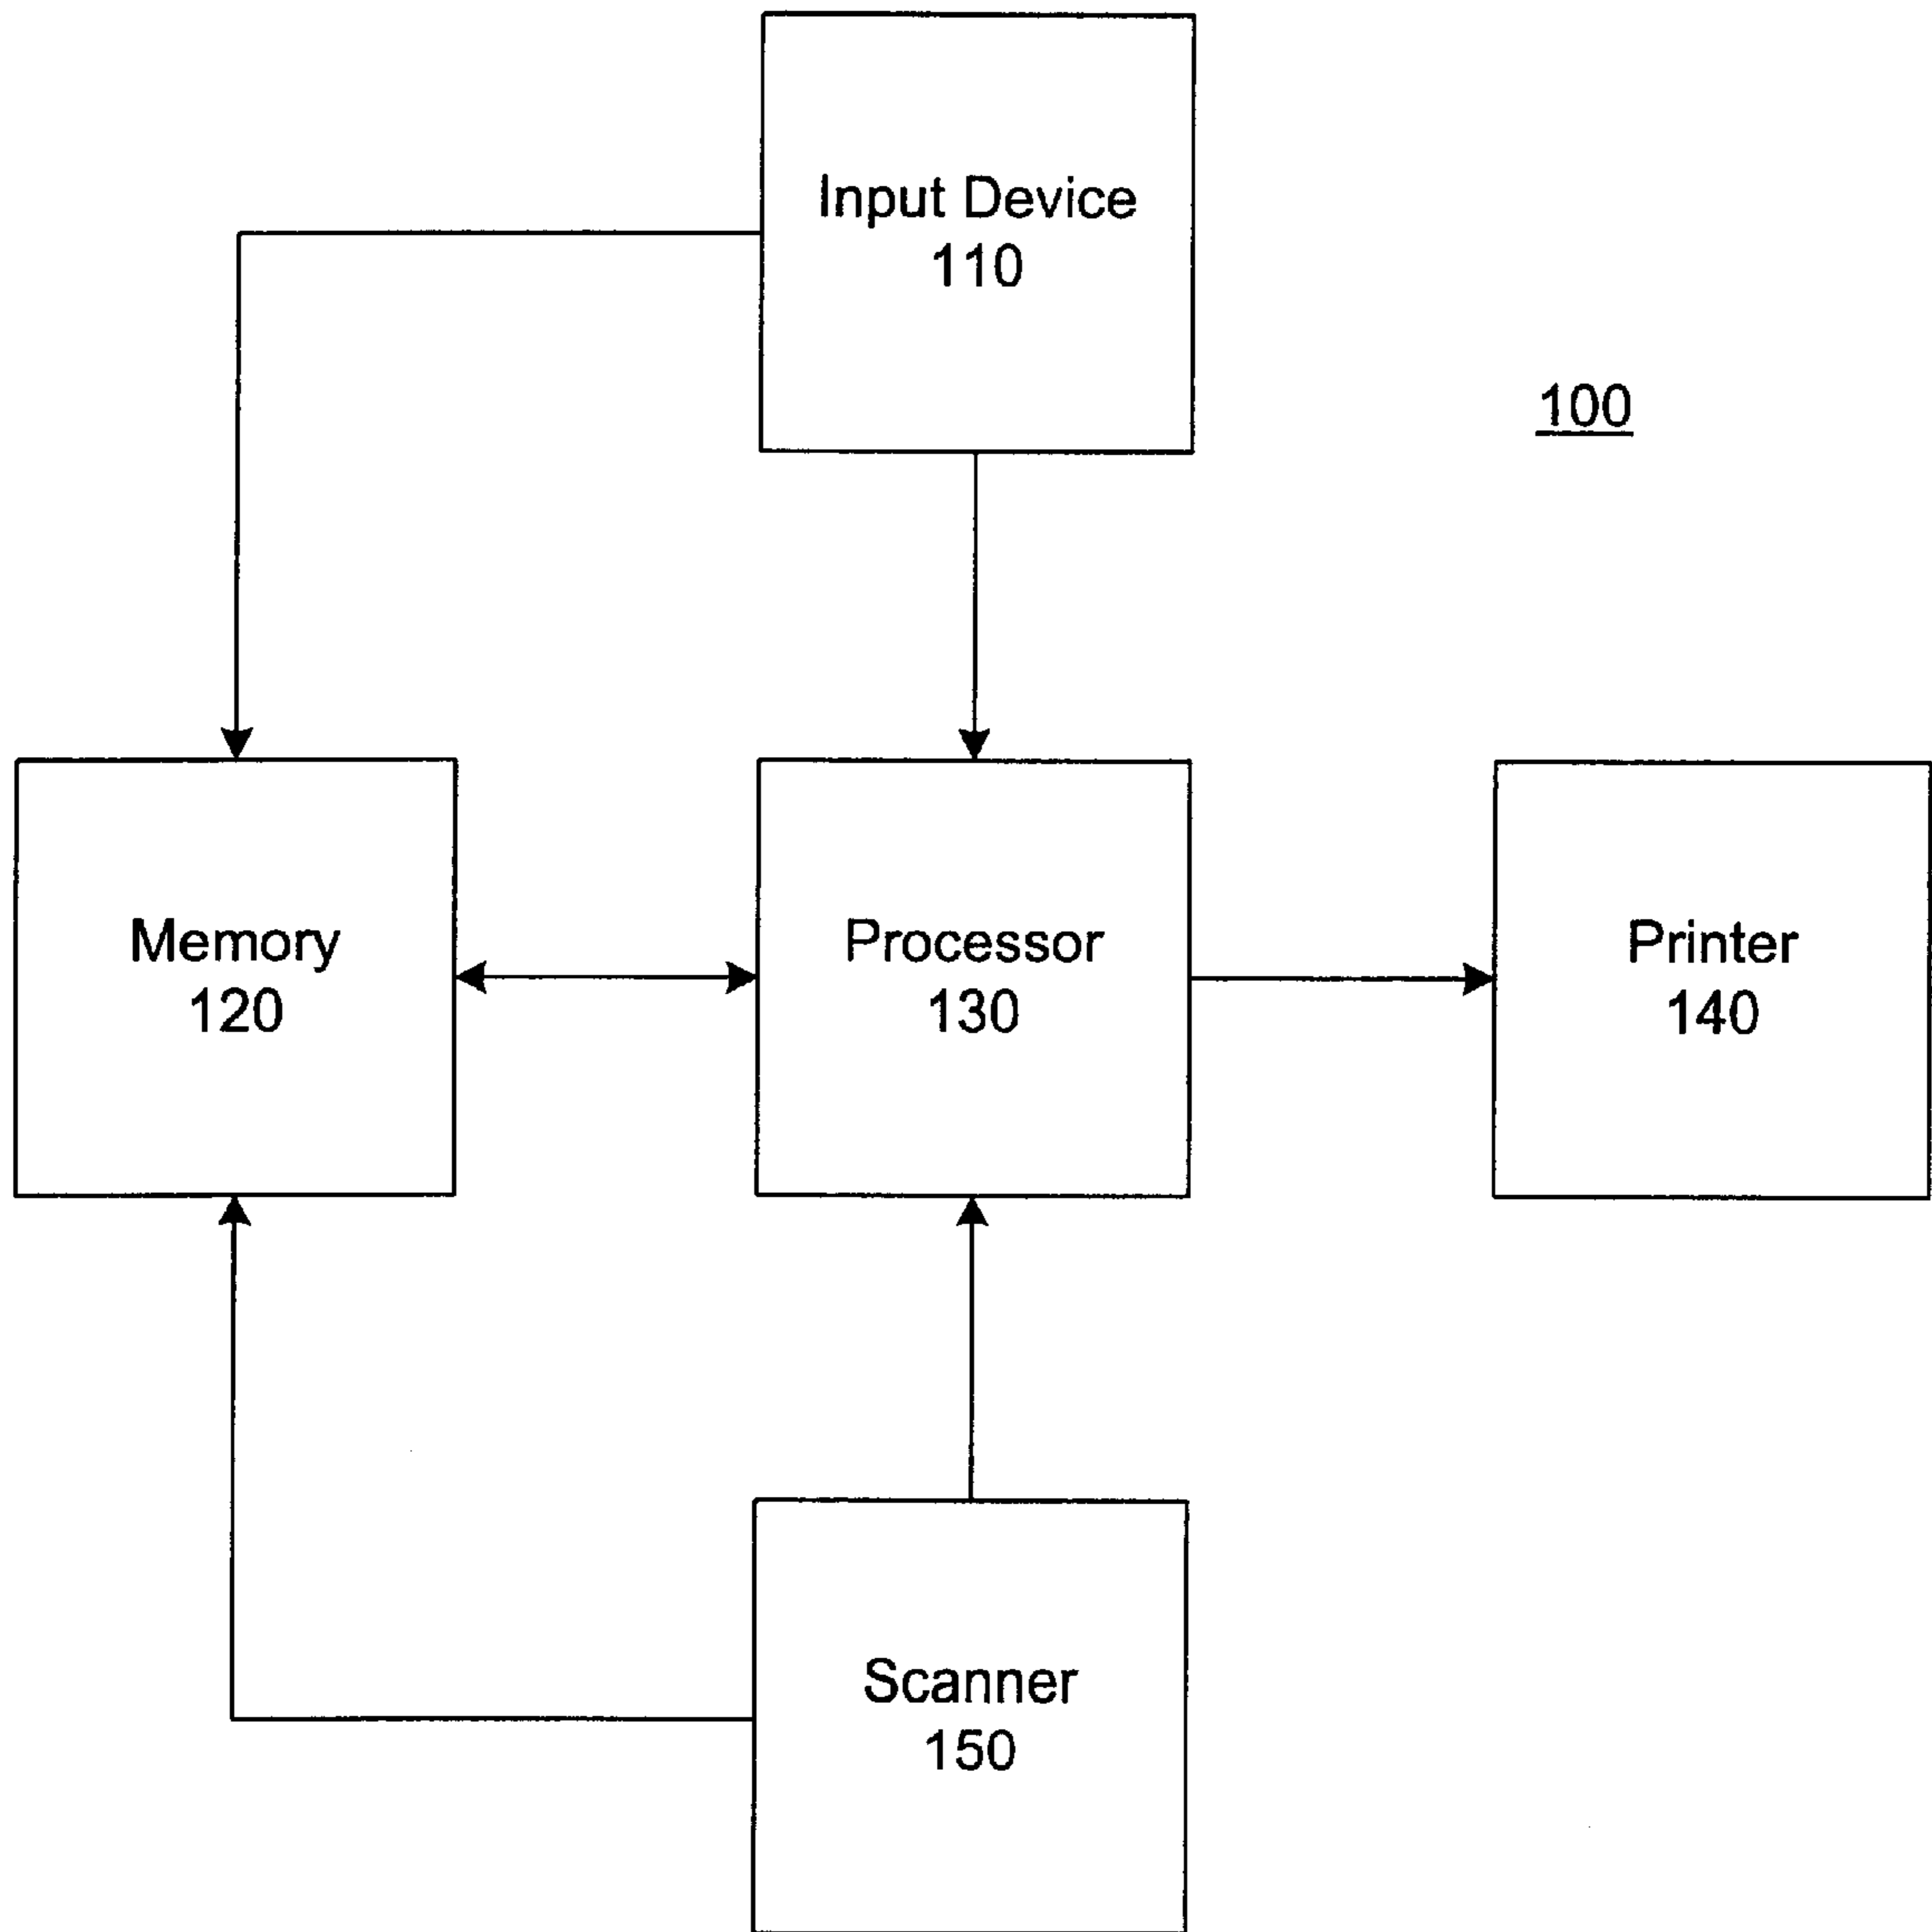 Input Device
110
100
Memory
120
Processor
130
Printer
140
Scanner
150